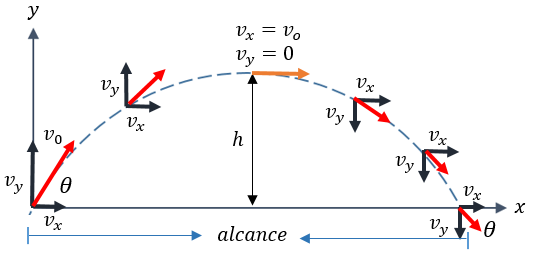 y
v_x = v_o
v_y = 0
v_y
v_x
v_x
v_y
v_0
h
v_x
v_y
v_y
θ
v_x
v_x
x
v_y
θ
alcance